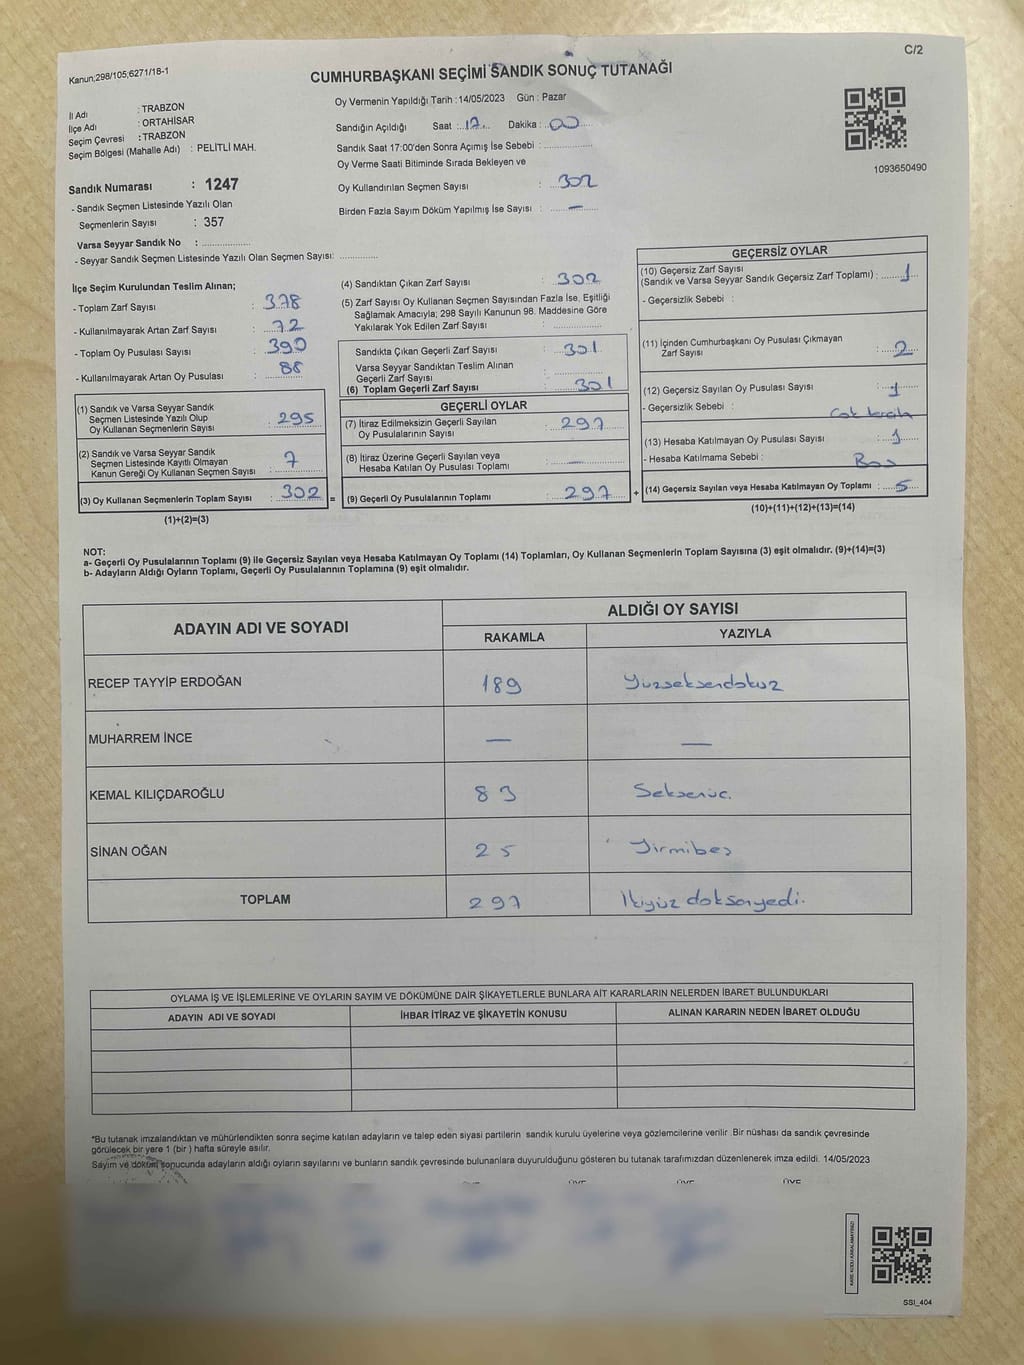 C/2
Kanun;298/105,6271/18-1
CUMHURBAŞKANI SEÇİMİ SANDIK SONUÇ TUTANAĞI
İl Adı : TRABZON
İlçe Adı : ORTAHİSAR
Seçim Çevresi : TRABZON
Seçim Bölgesi (Mahalle Adı) : PELİTLİ MAH.
Sandık Numarası : 1247
- Sandık Seçmen Listesinde Yazılı Olan
Seçmenlerin Sayısı : 357
Varsa Seyyar Sandık No : ....................
- Seyyar Sandık Seçmen Listesinde Yazılı Olan Seçmen Sayısı: ..............
Oy Vermenin Yapıldığı Tarih :14/05/2023 Gün : Pazar
Sandığın Açıldığı Saat : 17 Dakika : 00
Sandık Saat 17:00'den Sonra Açımış İse Sebebi : ..................
Oy Verme Saati Bitiminde Sırada Bekleyen ve
Oy Kullandırılan Seçmen Sayısı : 302
Birden Fazla Sayım Döküm Yapılmış İse Sayısı : —
1093650490
İlçe Seçim Kurulundan Teslim Alınan;
- Toplam Zarf Sayısı : 378
- Kullanılmayarak Artan Zarf Sayısı : 72
- Toplam Oy Pusulası Sayısı : 390
- Kullanılmayarak Artan Oy Pusulası : 88
(1) Sandık ve Varsa Seyyar Sandık
Seçmen Listesinde Yazılı Olup
Oy Kullanan Seçmenlerin Sayısı : 295
(2) Sandık ve Varsa Seyyar Sandık
Seçmen Listesinde Kayıtlı Olmayan
Kanun Gereği Oy Kullanan Seçmen Sayısı : 7
(3) Oy Kullanan Seçmenlerin Toplam Sayısı : 302 =
(1)+(2)=(3)
(4) Sandıktan Çıkan Zarf Sayısı : 302
(5) Zarf Sayısı Oy Kullanan Seçmen Sayısından Fazla İse, Eşitliği
Sağlamak Amacıyla; 298 Sayılı Kanunun 98. Maddesine Göre
Yakılarak Yok Edilen Zarf Sayısı : ..................
Sandıkta Çıkan Geçerli Zarf Sayısı : 301
Varsa Seyyar Sandıktan Teslim Alınan
Geçerli Zarf Sayısı : ..................
(6) Toplam Geçerli Zarf Sayısı : 301
GEÇERLİ OYLAR
(7) İtiraz Edilmeksizin Geçerli Sayılan
Oy Pusulalarının Sayısı : 297
(8) İtiraz Üzerine Geçerli Sayılan veya
Hesaba Katılan Oy Pusulası Toplamı : —
(9) Geçerli Oy Pusulalarının Toplamı : 297 +
GEÇERSİZ OYLAR
(10) Geçersiz Zarf Sayısı
(Sandık ve Varsa Seyyar Sandık Geçersiz Zarf Toplamı) : 1
- Geçersizlik Sebebi :
(11) İçinden Cumhurbaşkanı Oy Pusulası Çıkmayan
Zarf Sayısı : 2
(12) Geçersiz Sayılan Oy Pusulası Sayısı : 1
- Geçersizlik Sebebi :
(13) Hesaba Katılmayan Oy Pusulası Sayısı : 1
- Hesaba Katılmama Sebebi : Boş
(14) Geçersiz Sayılan veya Hesaba Katılmayan Oy Toplamı : 5
(10)+(11)+(12)+(13)=(14)
NOT:
a- Geçerli Oy Pusulalarının Toplamı (9) ile Geçersiz Sayılan veya Hesaba Katılmayan Oy Toplamı (14) Toplamları, Oy Kullanan Seçmenlerin Toplam Sayısına (3) eşit olmalıdır. (9)+(14)=(3)
b- Adayların Aldığı Oyların Toplamı, Geçerli Oy Pusulalarının Toplamına (9) eşit olmalıdır.
ADAYIN ADI VE SOYADI ALDIĞI OY SAYISI
RAKAMLA YAZIYLA
RECEP TAYYİP ERDOĞAN 189 Yüzseksendokuz
MUHARREM İNCE — —
KEMAL KILIÇDAROĞLU 83 Seksenüç.
SİNAN OĞAN 25 Yirmibeş
TOPLAM 297 İkiyüz doksanyedi.
OYLAMA İŞ VE İŞLEMLERİNE VE OYLARIN SAYIM VE DÖKÜMÜNE DAİR ŞİKAYETLERLE BUNLARA AİT KARARLARIN NELERDEN İBARET BULUNDUKLARI
ADAYIN ADI VE SOYADI İHBAR İTİRAZ VE ŞİKAYETİN KONUSU ALINAN KARARIN NEDEN İBARET OLDUĞU
*Bu tutanak imzalandıktan ve mühürlendikten sonra seçime katılan adayların ve talep eden siyasi partilerin sandık kurulu üyelerine veya gözlemcilerine verilir .Bir nüshası da sandık çevresinde
görülecek bir yere 1 (bir ) hafta süreyle asılır.
Sayım ve döküm sonucunda adayların aldığı oyların sayılarını ve bunların sandık çevresinde bulunanlara duyurulduğunu gösteren bu tutanak tarafımızdan düzenlenerek imza edildi. 14/05/2023
ÜYE ÜYE ÜYE ÜYE
KARE KODU KARALAMAYINIZ!
SSI_404